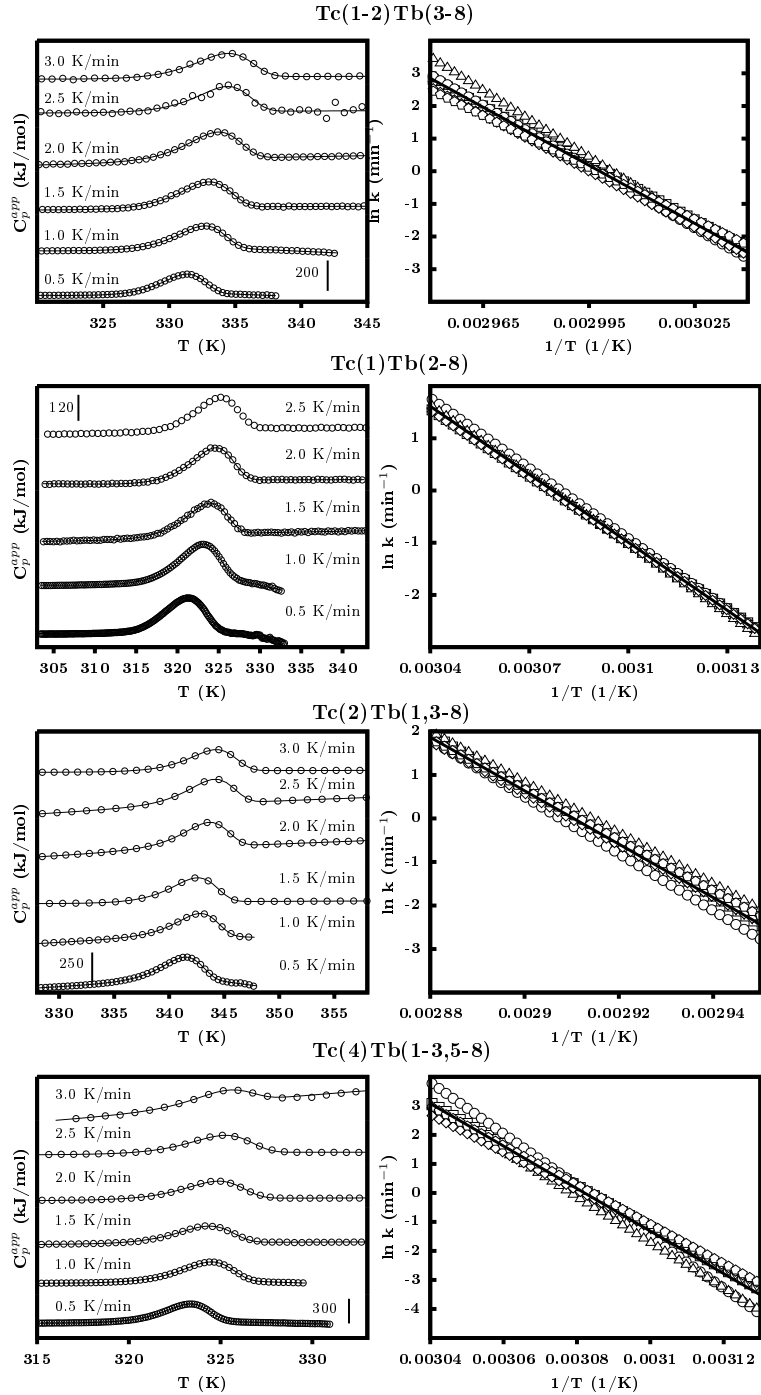 Tc(1-2)Tb(3-8)
3.0 K/min
2.5 K/min
2.0 K/min
1.5 K/min
1.0 K/min
0.5 K/min
200
C_p^app (kJ/mol)
325 330 335 340 345
T (K)
ln k (min⁻¹)
3
2
1
0
-1
-2
-3
0.002965 0.002995 0.003025
1/T (1/K)
Tc(1)Tb(2-8)
120
2.5 K/min
2.0 K/min
1.5 K/min
1.0 K/min
0.5 K/min
C_p^app (kJ/mol)
305 310 315 320 325 330 335 340
T (K)
ln k (min⁻¹)
1
0
-1
-2
0.00304 0.00307 0.0031 0.00313
1/T (1/K)
Tc(2)Tb(1,3-8)
3.0 K/min
2.5 K/min
2.0 K/min
1.5 K/min
1.0 K/min
0.5 K/min
250
C_p^app (kJ/mol)
330 335 340 345 350 355
T (K)
ln k (min⁻¹)
2
1
0
-1
-2
-3
0.00288 0.0029 0.00292 0.00294
1/T (1/K)
Tc(4)Tb(1-3,5-8)
3.0 K/min
2.5 K/min
2.0 K/min
1.5 K/min
1.0 K/min
0.5 K/min
300
C_p^app (kJ/mol)
315 320 325 330
T (K)
ln k (min⁻¹)
3
2
1
0
-1
-2
-3
-4
0.00304 0.00306 0.00308 0.0031 0.00312
1/T (1/K)